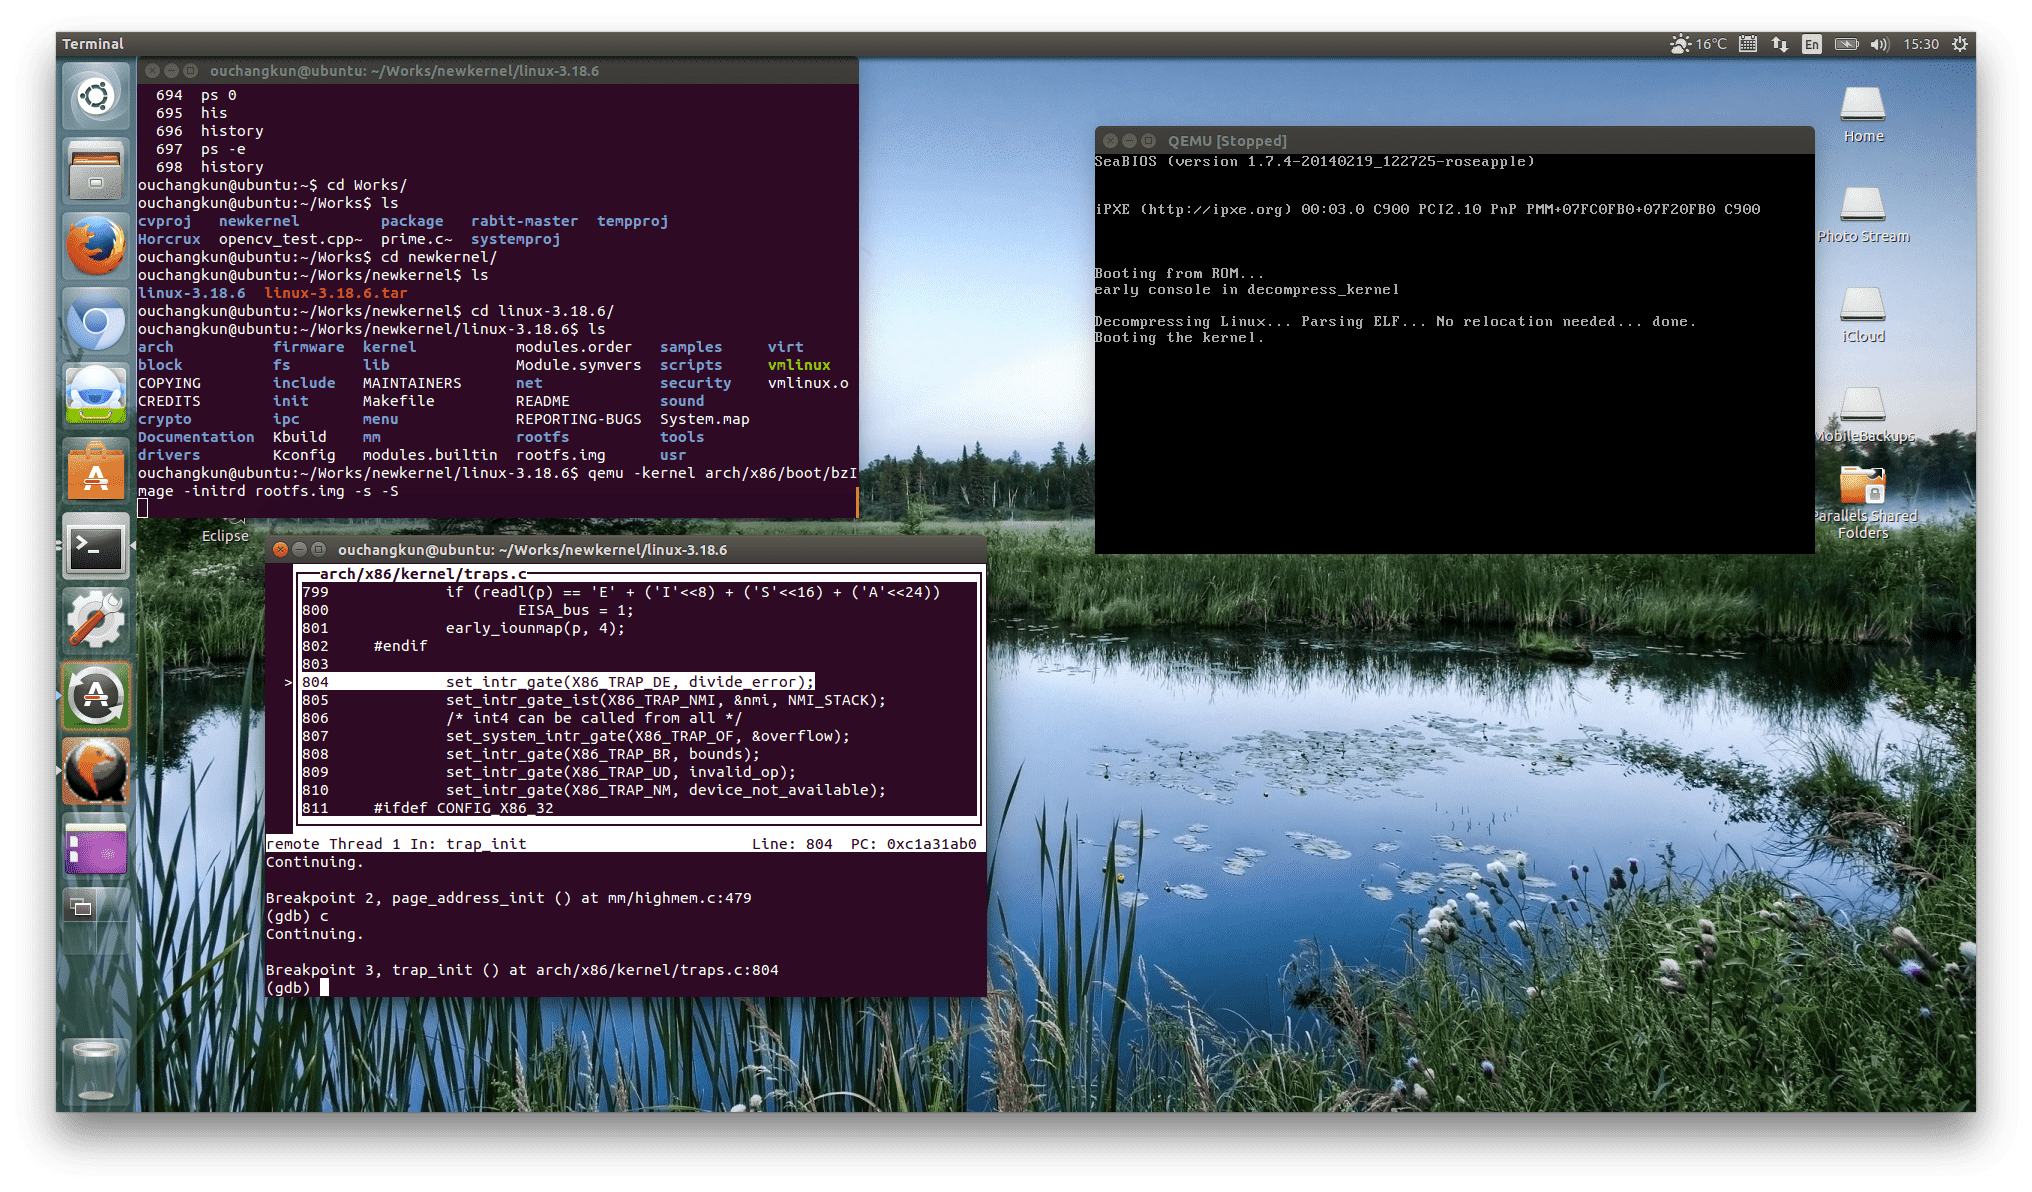 Terminal
16°C
En
15:30
ouchangkun@ubuntu: ~/Works/newkernel/linux-3.18.6
694  ps 0
695  his
696  history
697  ps -e
698  history
ouchangkun@ubuntu:~$ cd Works/
ouchangkun@ubuntu:~/Works$ ls
cvproj   newkernel         package   rabit-master  tempproj
Horcrux  opencv_test.cpp~  prime.c~  systemproj
ouchangkun@ubuntu:~/Works$ cd newkernel/
ouchangkun@ubuntu:~/Works/newkernel$ ls
linux-3.18.6  linux-3.18.6.tar
ouchangkun@ubuntu:~/Works/newkernel$ cd linux-3.18.6/
ouchangkun@ubuntu:~/Works/newkernel/linux-3.18.6$ ls
arch           firmware  kernel           modules.order   samples     virt
block          fs        lib              Module.symvers  scripts     vmlinux
COPYING        include   MAINTAINERS      net             security    vmlinux.o
CREDITS        init      Makefile         README          sound
crypto         ipc       menu             REPORTING-BUGS  System.map
Documentation  Kbuild    mm               rootfs          tools
drivers        Kconfig   modules.builtin  rootfs.img      usr
ouchangkun@ubuntu:~/Works/newkernel/linux-3.18.6$ qemu -kernel arch/x86/boot/bzI
mage -initrd rootfs.img -s -S
Eclipse
ouchangkun@ubuntu: ~/Works/newkernel/linux-3.18.6
arch/x86/kernel/traps.c
799             if (readl(p) == 'E' + ('I'<<8) + ('S'<<16) + ('A'<<24))
800                     EISA_bus = 1;
801             early_iounmap(p, 4);
802     #endif
803
> 804             set_intr_gate(X86_TRAP_DE, divide_error);
805             set_intr_gate_ist(X86_TRAP_NMI, &nmi, NMI_STACK);
806             /* int4 can be called from all */
807             set_system_intr_gate(X86_TRAP_OF, &overflow);
808             set_intr_gate(X86_TRAP_BR, bounds);
809             set_intr_gate(X86_TRAP_UD, invalid_op);
810             set_intr_gate(X86_TRAP_NM, device_not_available);
811     #ifdef CONFIG_X86_32
remote Thread 1 In: trap_init                         Line: 804  PC: 0xc1a31ab0
Continuing.
Breakpoint 2, page_address_init () at mm/highmem.c:479
(gdb) c
Continuing.
Breakpoint 3, trap_init () at arch/x86/kernel/traps.c:804
(gdb)
QEMU [Stopped]
SeaBIOS (version 1.7.4-20140219_122725-roseapple)
iPXE (http://ipxe.org) 00:03.0 C900 PCI2.10 PnP PMM+07FC0FB0+07F20FB0 C900
Booting from ROM...
early console in decompress_kernel
Decompressing Linux... Parsing ELF... No relocation needed... done.
Booting the kernel.
Home
Photo Stream
iCloud
MobileBackups
Parallels Shared
Folders